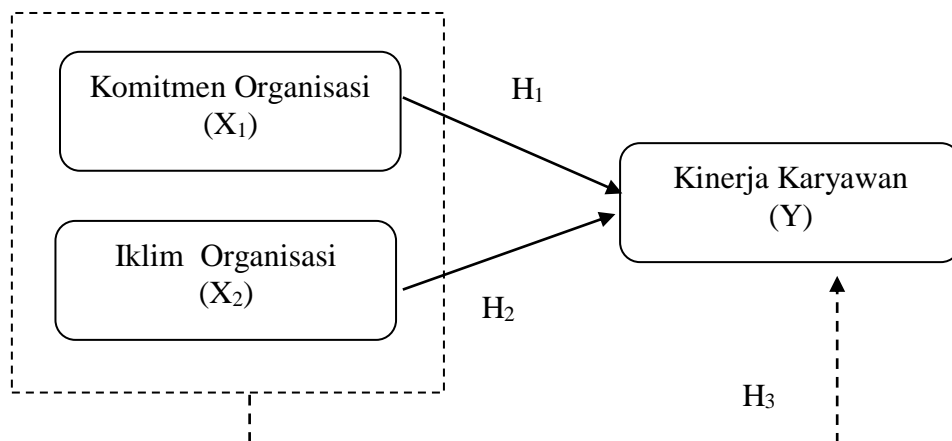 Komitmen Organisasi
(X₁)
H₁
Kinerja Karyawan
(Y)
Iklim Organisasi
(X₂)
H₂
H₃